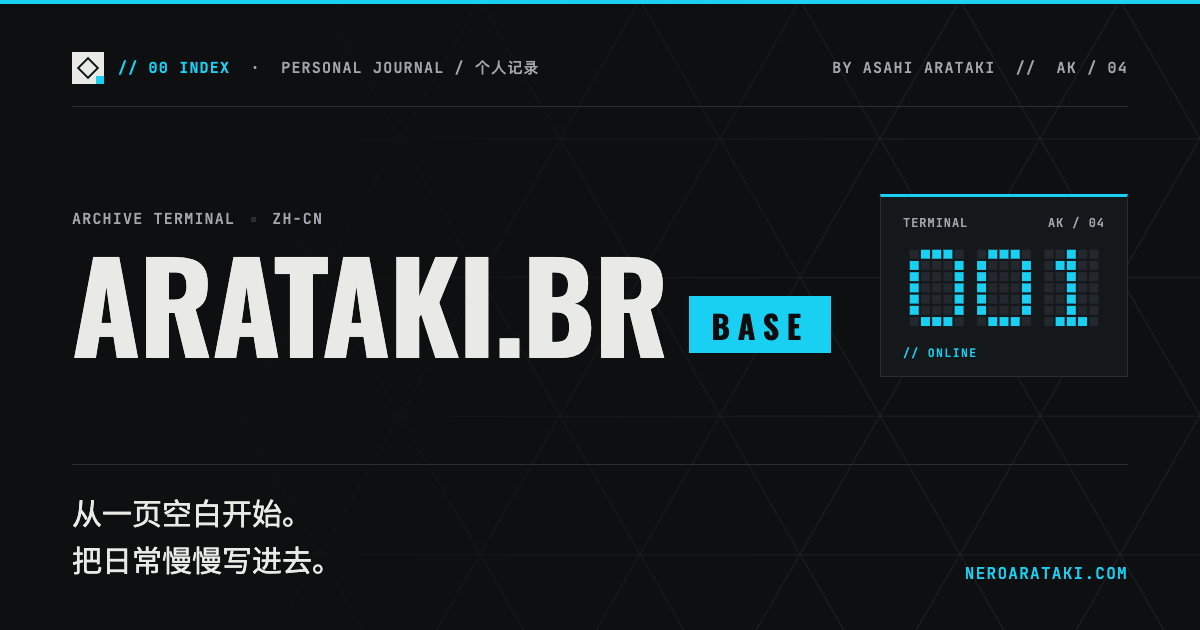 // 00 INDEX · PERSONAL JOURNAL / 个人记录
BY ASAHI ARATAKI // AK / 04
ARCHIVE TERMINAL ZH-CN
ARATAKI.BR
BASE
TERMINAL AK / 04
001
// ONLINE
从一页空白开始。
把日常慢慢写进去。
NEROARATAKI.COM